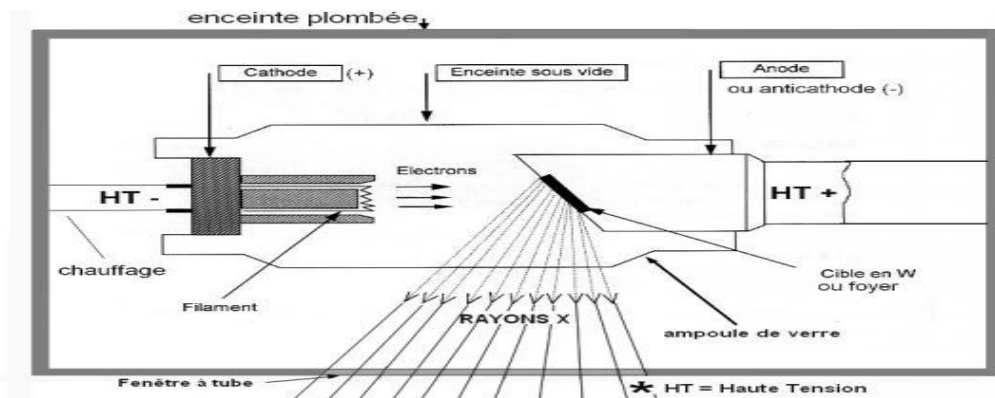 enceinte plombée
Cathode (+)
Enceinte sous vide
Anode
ou anticathode (-)
Electrons
HT -
HT +
chauffage
Filament
Cible en W
ou foyer
RAYONS X
ampoule de verre
Fenêtre à tube
* HT = Haute Tension